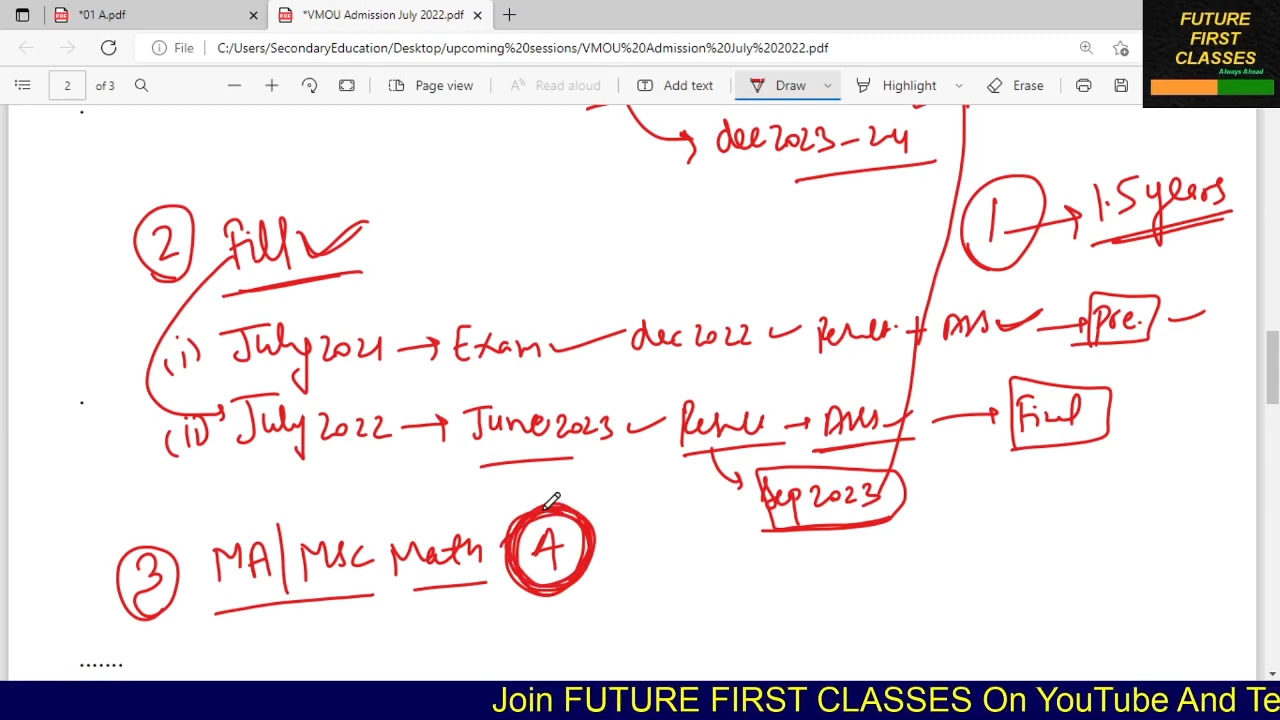 *01 A.pdf
*VMOU Admission July 2022.pdf
FUTURE
FIRST
CLASSES
Always Ahead
File C:/Users/SecondaryEducation/Desktop/upcoming%20sessions/VMOU%20Admission%20July%202022.pdf
2 of 3 Page view Read aloud Add text Draw Highlight Erase
dec 2023-24
1 → 1.5 years
2 Fill ✓
(i) July 2021 → Exam ✓ dec 2022 ✓ Result + ASS ✓ → Pre. ✓
(ii) July 2022 → June 2023 ✓ Result → ASS ✓ → Final
Sep 2023
3 MA/MSC Math A
.......
Join FUTURE FIRST CLASSES On YouTube And Te